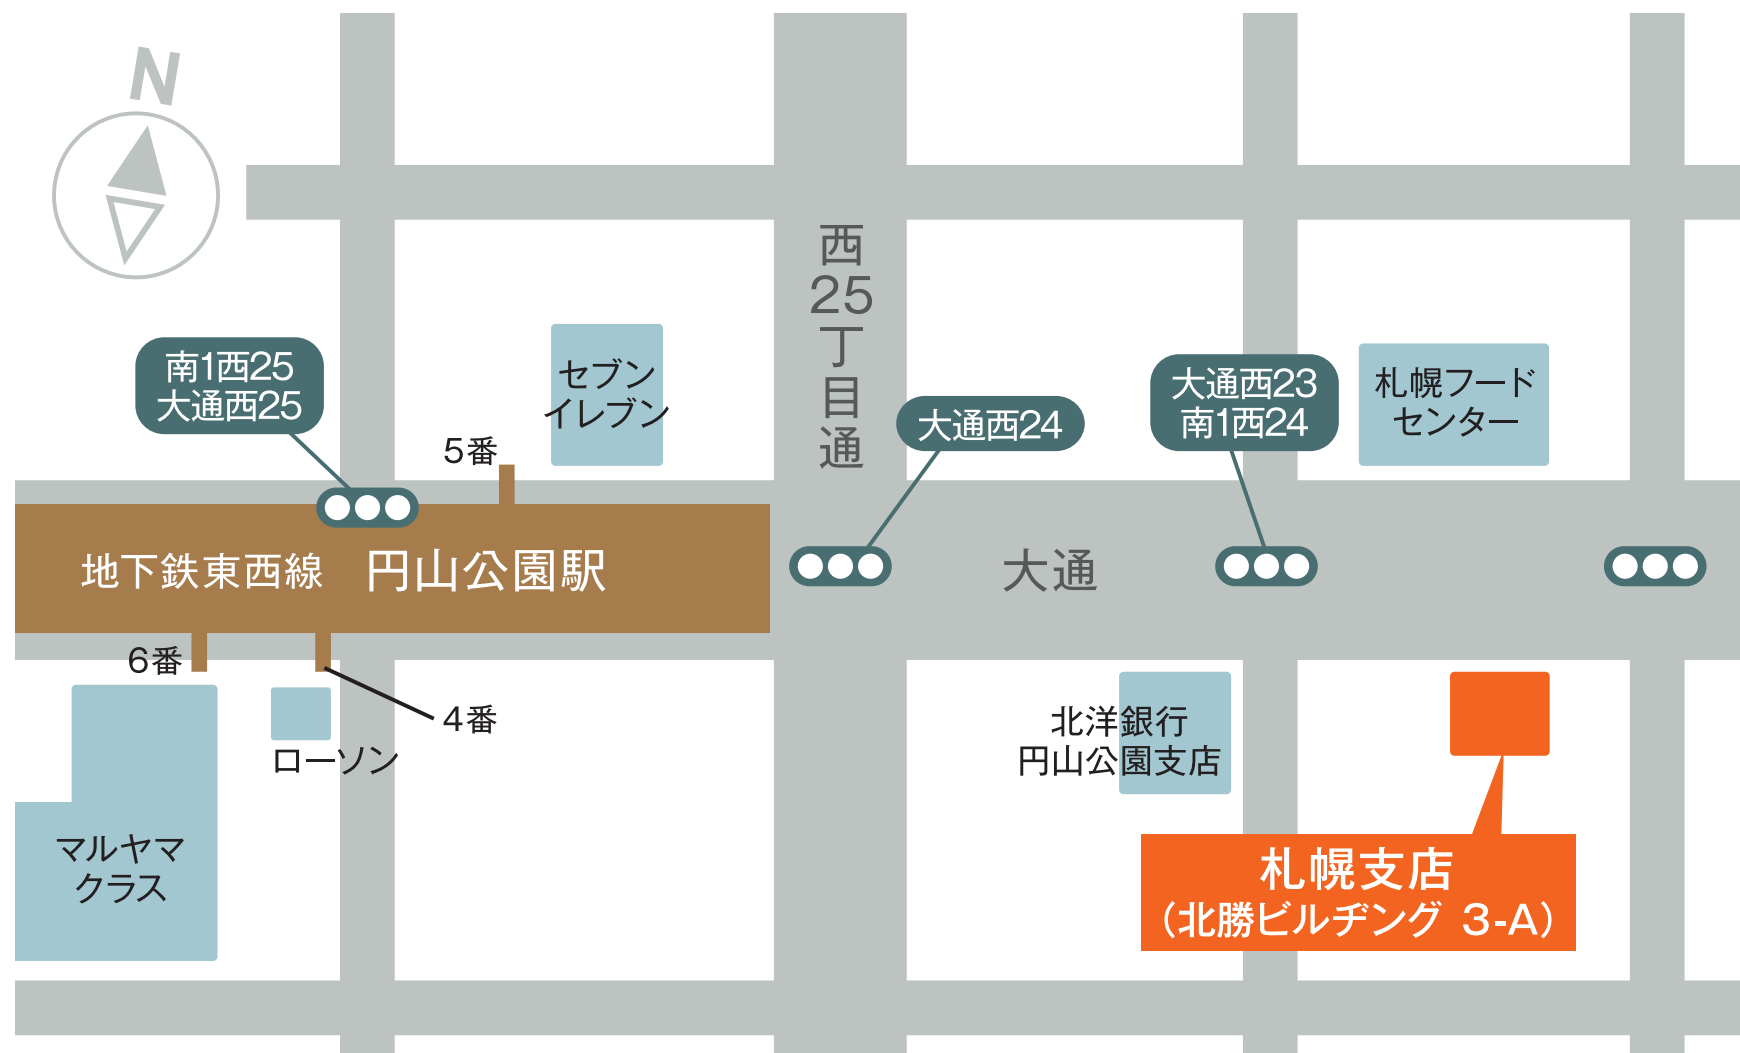 N
西25丁目通
南1西25
大通西25
セブン
イレブン
大通西24
大通西23
南1西24
札幌フード
センター
5番
地下鉄東西線 円山公園駅
大通
6番
4番
ローソン
マルヤマ
クラス
北洋銀行
円山公園支店
札幌支店
（北勝ビルヂング 3-A）